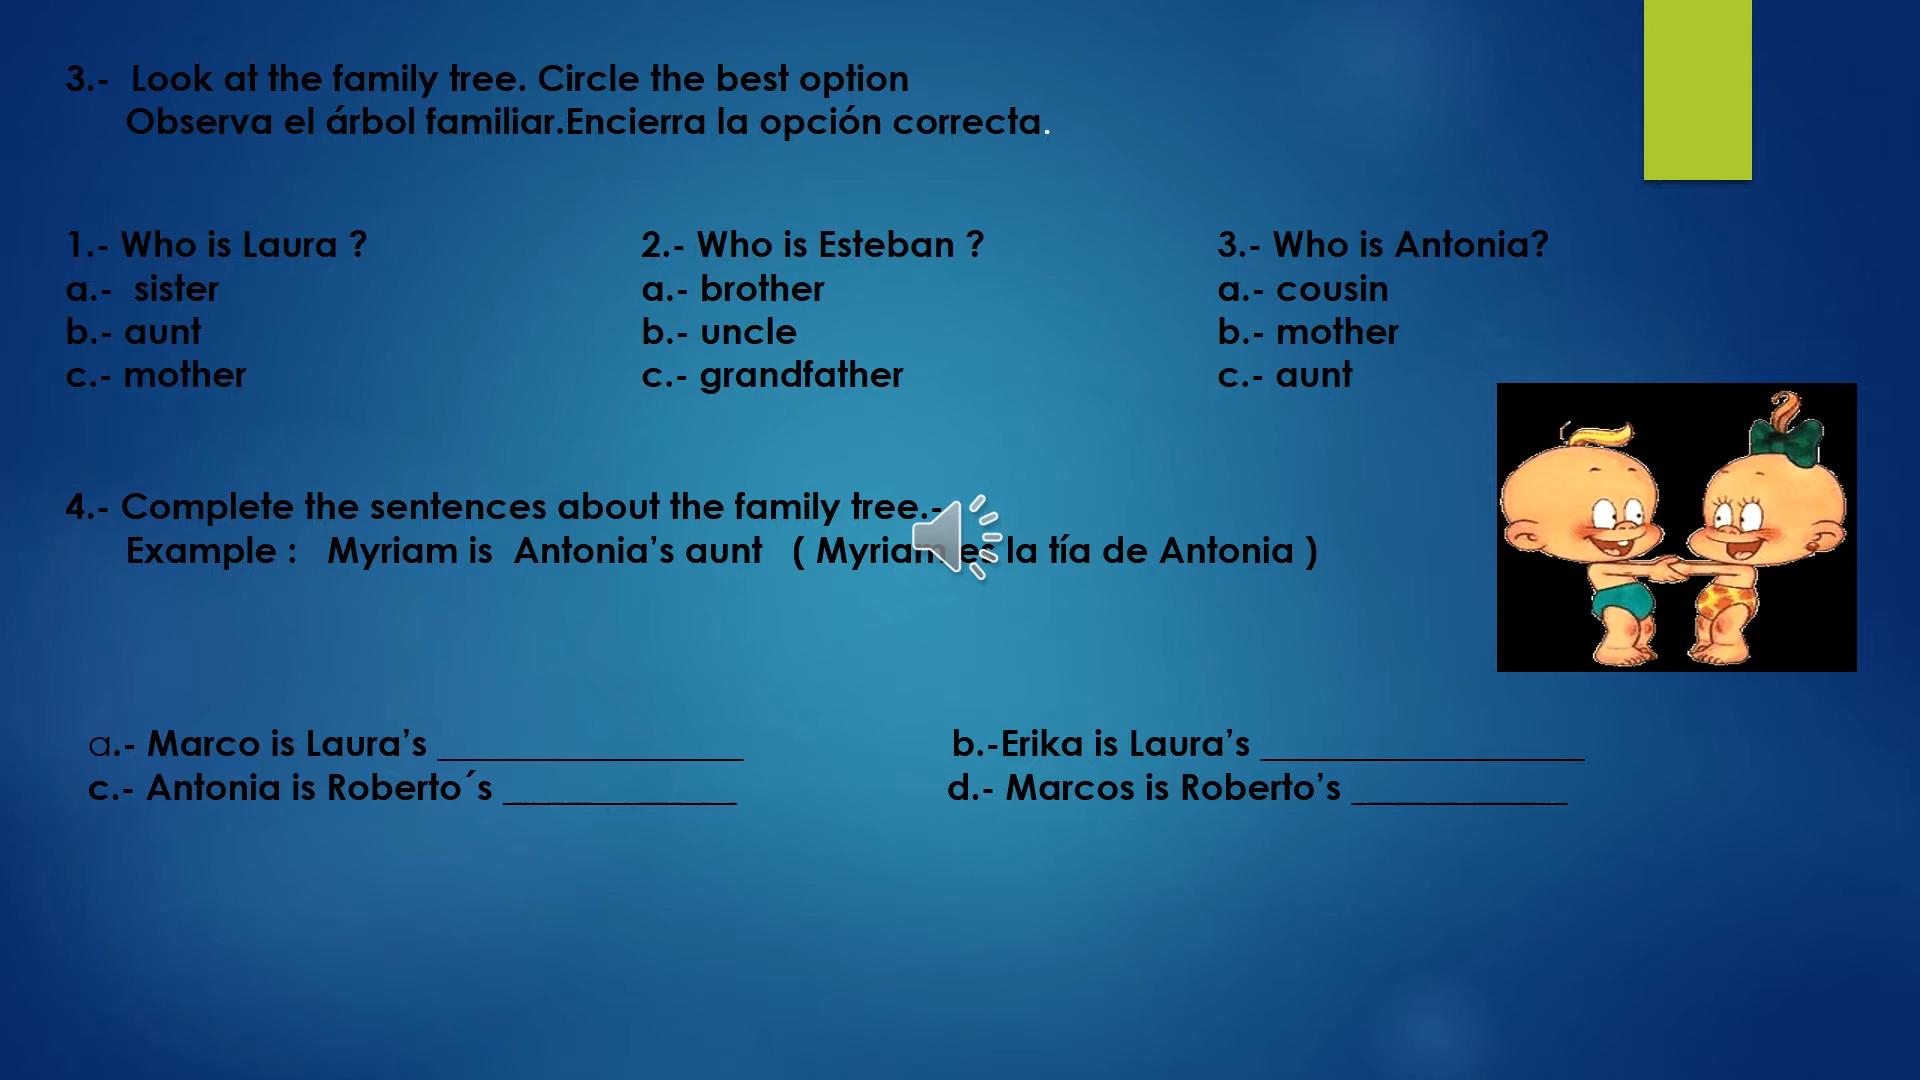 3.- Look at the family tree. Circle the best option
Observa el árbol familiar.Encierra la opción correcta.
1.- Who is Laura ?
a.- sister
b.- aunt
c.- mother
2.- Who is Esteban ?
a.- brother
b.- uncle
c.- grandfather
3.- Who is Antonia?
a.- cousin
b.- mother
c.- aunt
4.- Complete the sentences about the family tree.-
Example : Myriam is Antonia’s aunt ( Myriam es la tía de Antonia )
a.- Marco is Laura’s _________________
b.-Erika is Laura’s __________________
c.- Antonia is Roberto´s _____________
d.- Marcos is Roberto’s ____________